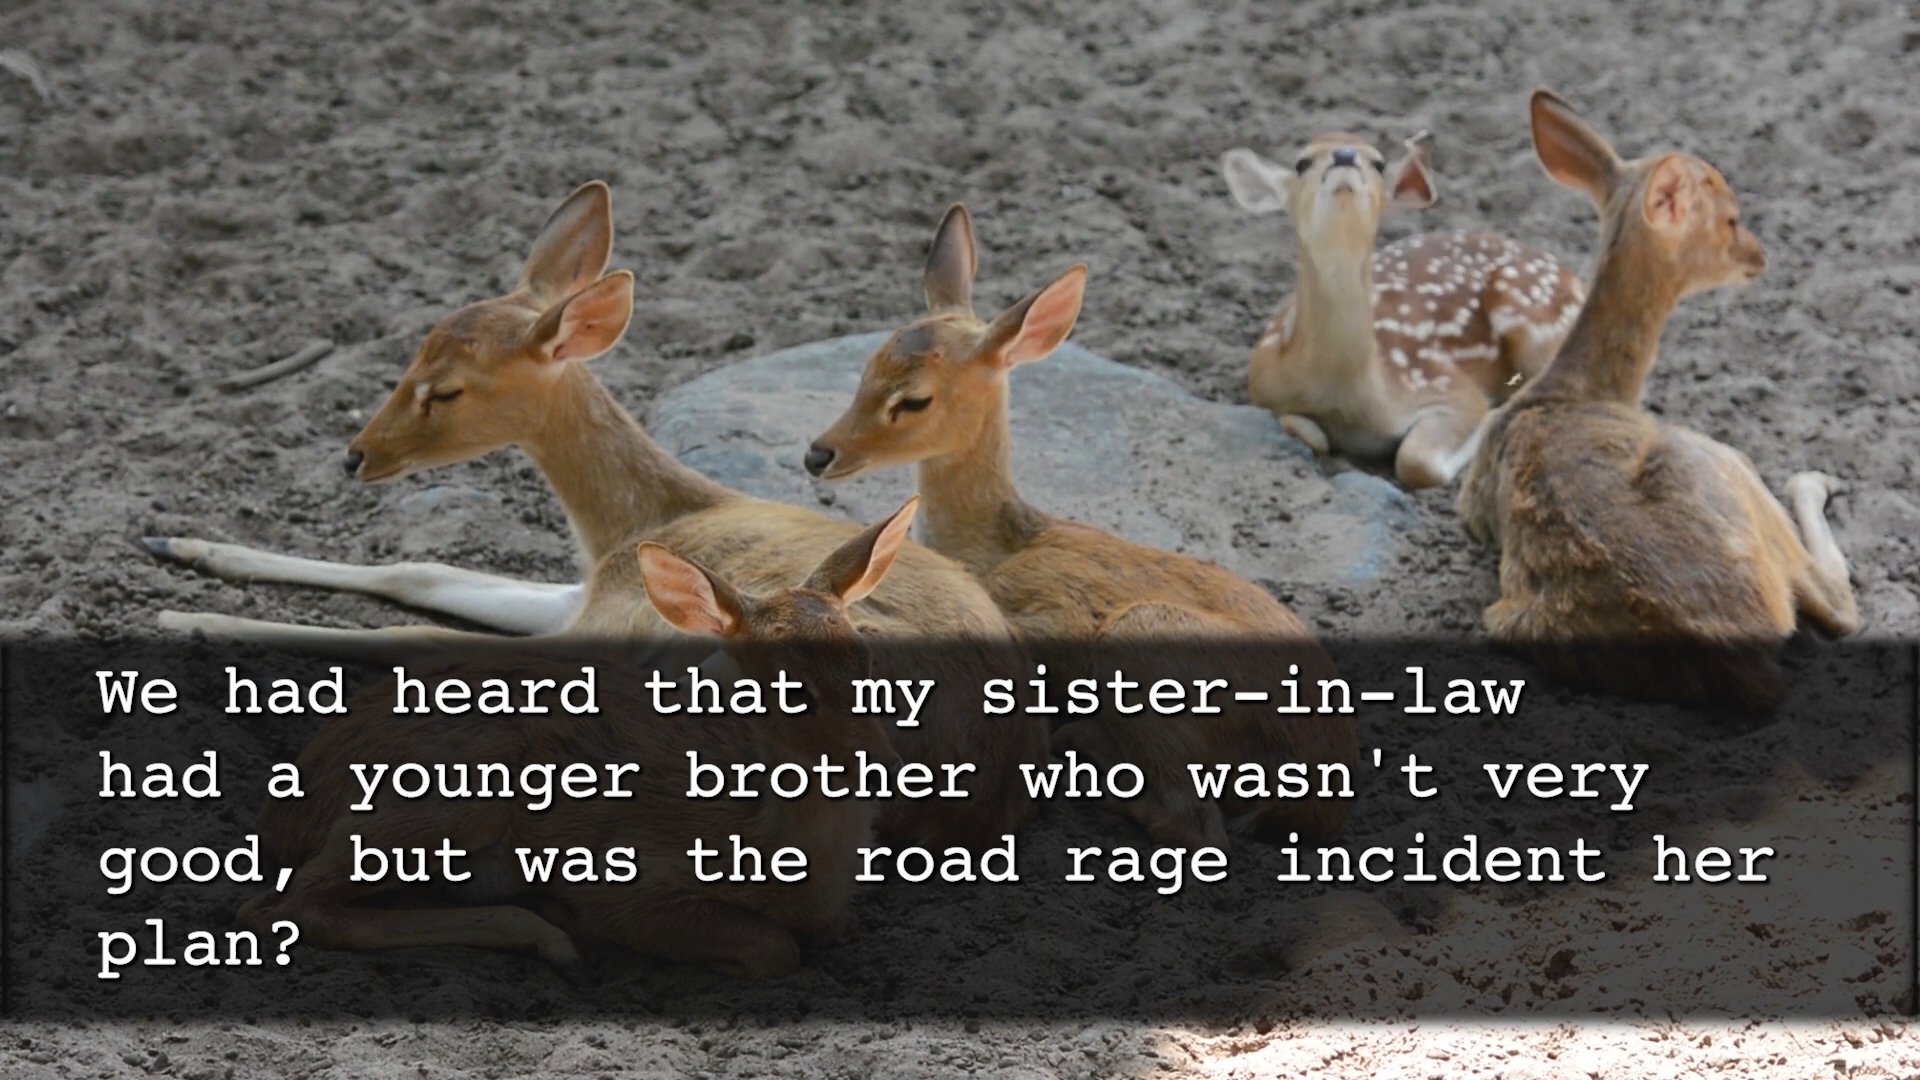 We had heard that my sister-in-law
had a younger brother who wasn't very
good, but was the road rage incident her
plan?